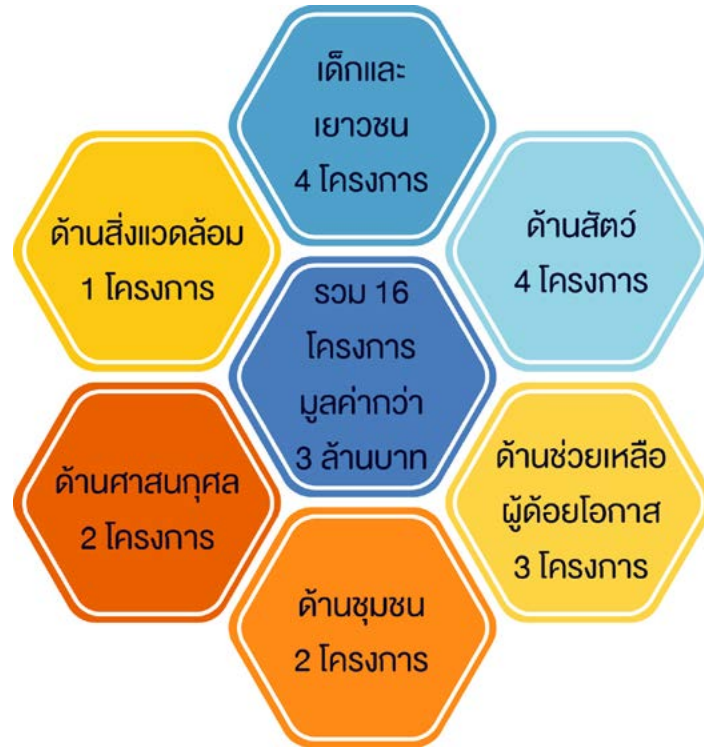 เด็กและ
เยาวชน
4 โครงการ
ด้านสิ่งแวดล้อม
1 โครงการ
ด้านสัตว์
4 โครงการ
รวม 16
โครงการ
มูลค่ากว่า
3 ล้านบาท
ด้านศาสนกุศล
2 โครงการ
ด้านช่วยเหลือ
ผู้ด้อยโอกาส
3 โครงการ
ด้านชุมชน
2 โครงการ